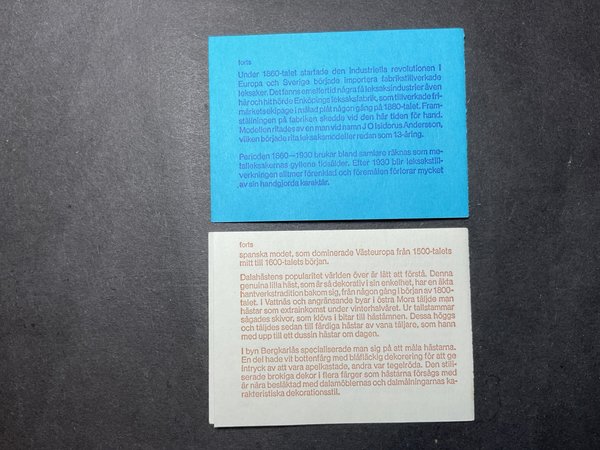 forts
Under 1860-talet startade den industriella revolutionen i
Europa och Sverige började importera fabrikstillverkade
leksaker. Det fanns emellertid några få leksaksindustrier även
här och hit hörde Enköpings leksaksfabrik, som tillverkade fri-
märkets ekipage i målad plåt någon gång på 1880-talet. Fram-
ställningen på fabriken skedde vid den här tiden för hand.
Modellen ritades av en man vid namn J O Isidorus Andersson,
vilken började rita leksaksmodeller redan som 13-åring.
Perioden 1860—1930 brukar bland samlare räknas som me-
talleksakernas gyllene tidsålder. Efter 1930 blir leksakstill-
verkningen alltmer förenklad och föremålen förlorar mycket
av sin handgjorda karaktär.
forts
spanska modet, som dominerade Västeuropa från 1500-talets
mitt till 1600-talets början.
Dalahästens popularitet världen över är lätt att förstå. Denna
genuina lilla häst, som är så dekorativ i sin enkelhet, har en äkta
hantverkstradition bakom sig, från någon gång i början av 1800-
talet. I Vattnäs och angränsande byar i östra Mora täljde man
hästar som extrainkomst under vinterhalvåret. Ur tallstammar
sågades skivor, som klövs i bitar till hästämnen. Dessa höggs
och täljdes sedan till färdiga hästar av vana täljare, som hann
med upp till ett dussin hästar om dagen.
I byn Bergkarlås specialiserade man sig på att måla hästarna.
En del hade vit bottenfärg med blåfläckig dekorering för att ge
intryck av att vara apelkastade, andra var tegelröda. Den stili-
serade brokiga dekor i flera färger som hästarna försågs med
är nära besläktad med dalamöblernas och dalmålningarnas ka-
rakteristiska dekorationsstil.